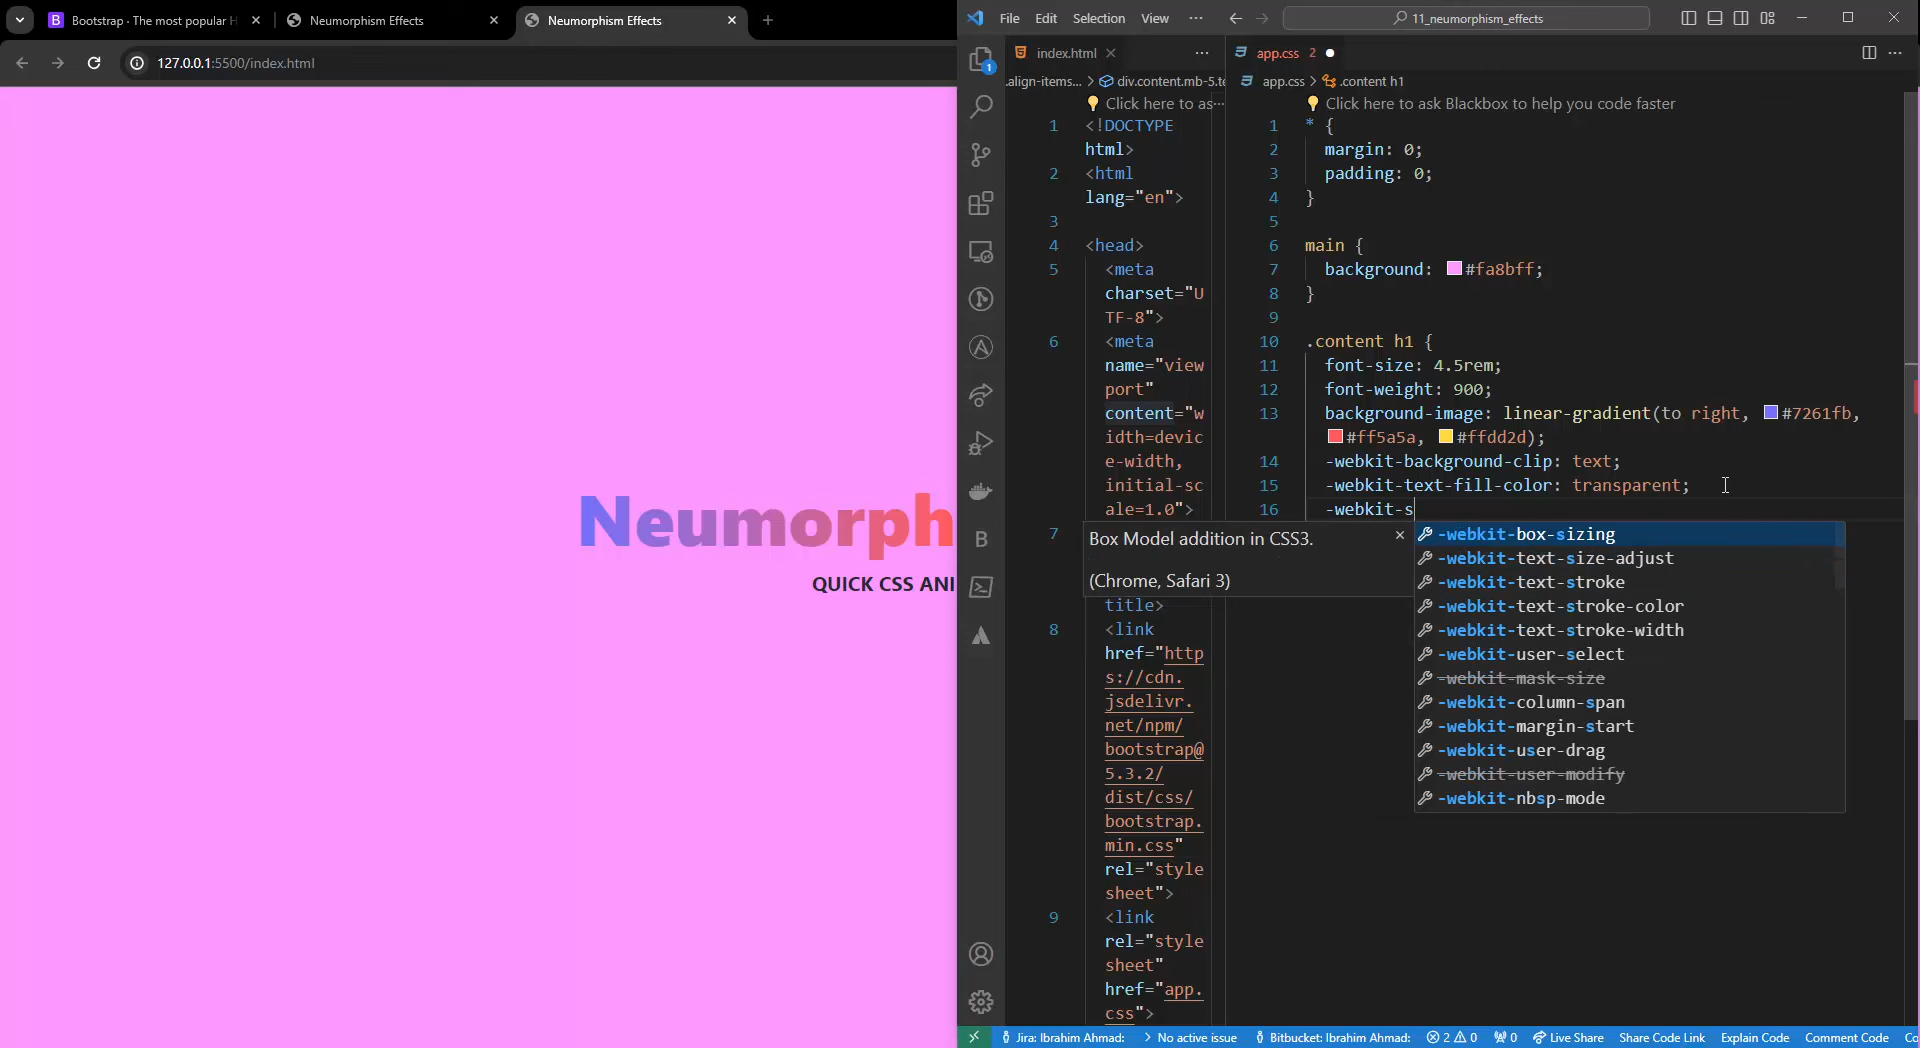 Bootstrap · The most popular H
Neumorphism Effects
Neumorphism Effects
127.0.0.1:5500/index.html
Neumorph
QUICK CSS ANI
File Edit Selection View
11_neumorphism_effects
index.html
app.css 2
.align-items... > div.content.mb-5.te
app.css > .content h1
Click here to as
Click here to ask Blackbox to help you code faster
1 <!DOCTYPE
html>
2 <html
lang="en">
3
4 <head>
5 <meta
charset="U
TF-8">
6 <meta
name="view
port"
content="w
idth=devic
e-width,
initial-sc
ale=1.0">
7
title>
8 <link
href="http
s://cdn.
jsdelivr.
net/npm/
bootstrap@
5.3.2/
dist/css/
bootstrap.
min.css"
rel="style
sheet">
9 <link
rel="style
sheet"
href="app.
css">
1 * {
2 margin: 0;
3 padding: 0;
4 }
5
6 main {
7 background: #fa8bff;
8 }
9
10 .content h1 {
11 font-size: 4.5rem;
12 font-weight: 900;
13 background-image: linear-gradient(to right, #7261fb,
#ff5a5a, #ffdd2d);
14 -webkit-background-clip: text;
15 -webkit-text-fill-color: transparent;
16 -webkit-s
Box Model addition in CSS3.
(Chrome, Safari 3)
-webkit-box-sizing
-webkit-text-size-adjust
-webkit-text-stroke
-webkit-text-stroke-color
-webkit-text-stroke-width
-webkit-user-select
-webkit-mask-size
-webkit-column-span
-webkit-margin-start
-webkit-user-drag
-webkit-user-modify
-webkit-nbsp-mode
1
B
Jira: Ibrahim Ahmad: > No active issue Bitbucket: Ibrahim Ahmad: 2 0 0 Live Share Share Code Link Explain Code Comment Code Co